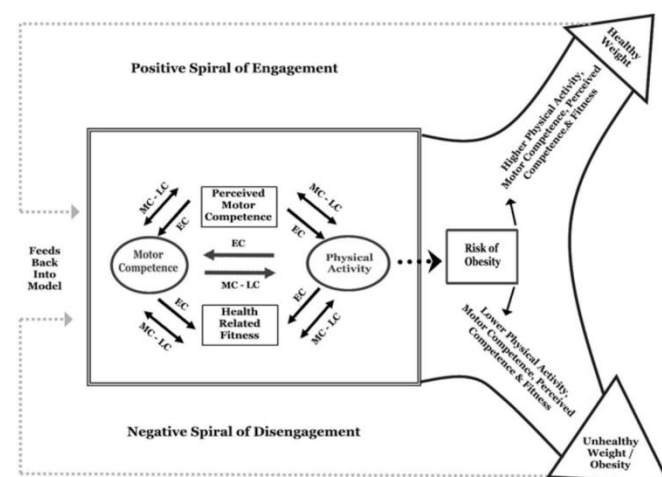 Healthy
Weight
Positive Spiral of Engagement
Higher Physical Activity,
Motor Competence, Perceived
Competence & Fitness
MC - LC
EC
Perceived
Motor Competence
MC - LC
EC
Feeds
Back
Into
Model
Motor
Competence
EC
MC - LC
Physical
Activity
Risk of
Obesity
EC
MC - LC
Health
Related
Fitness
EC
MC - LC
Lower Physical Activity,
Motor Competence, Perceived
Competence & Fitness
Negative Spiral of Disengagement
Unhealthy
Weight /
Obesity